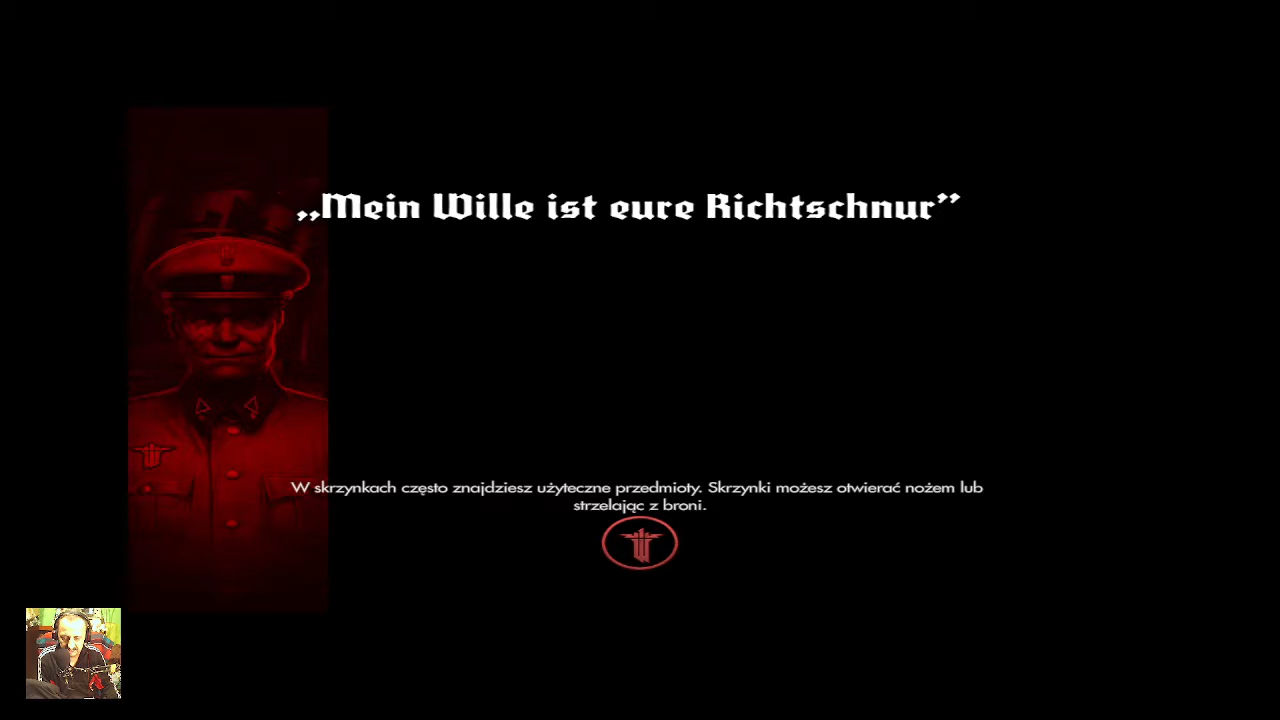 „Mein Wille ist eure Richtschnur”
W skrzynkach często znajdziesz użyteczne przedmioty. Skrzynki możesz otwierać nożem lub
strzelając z broni.